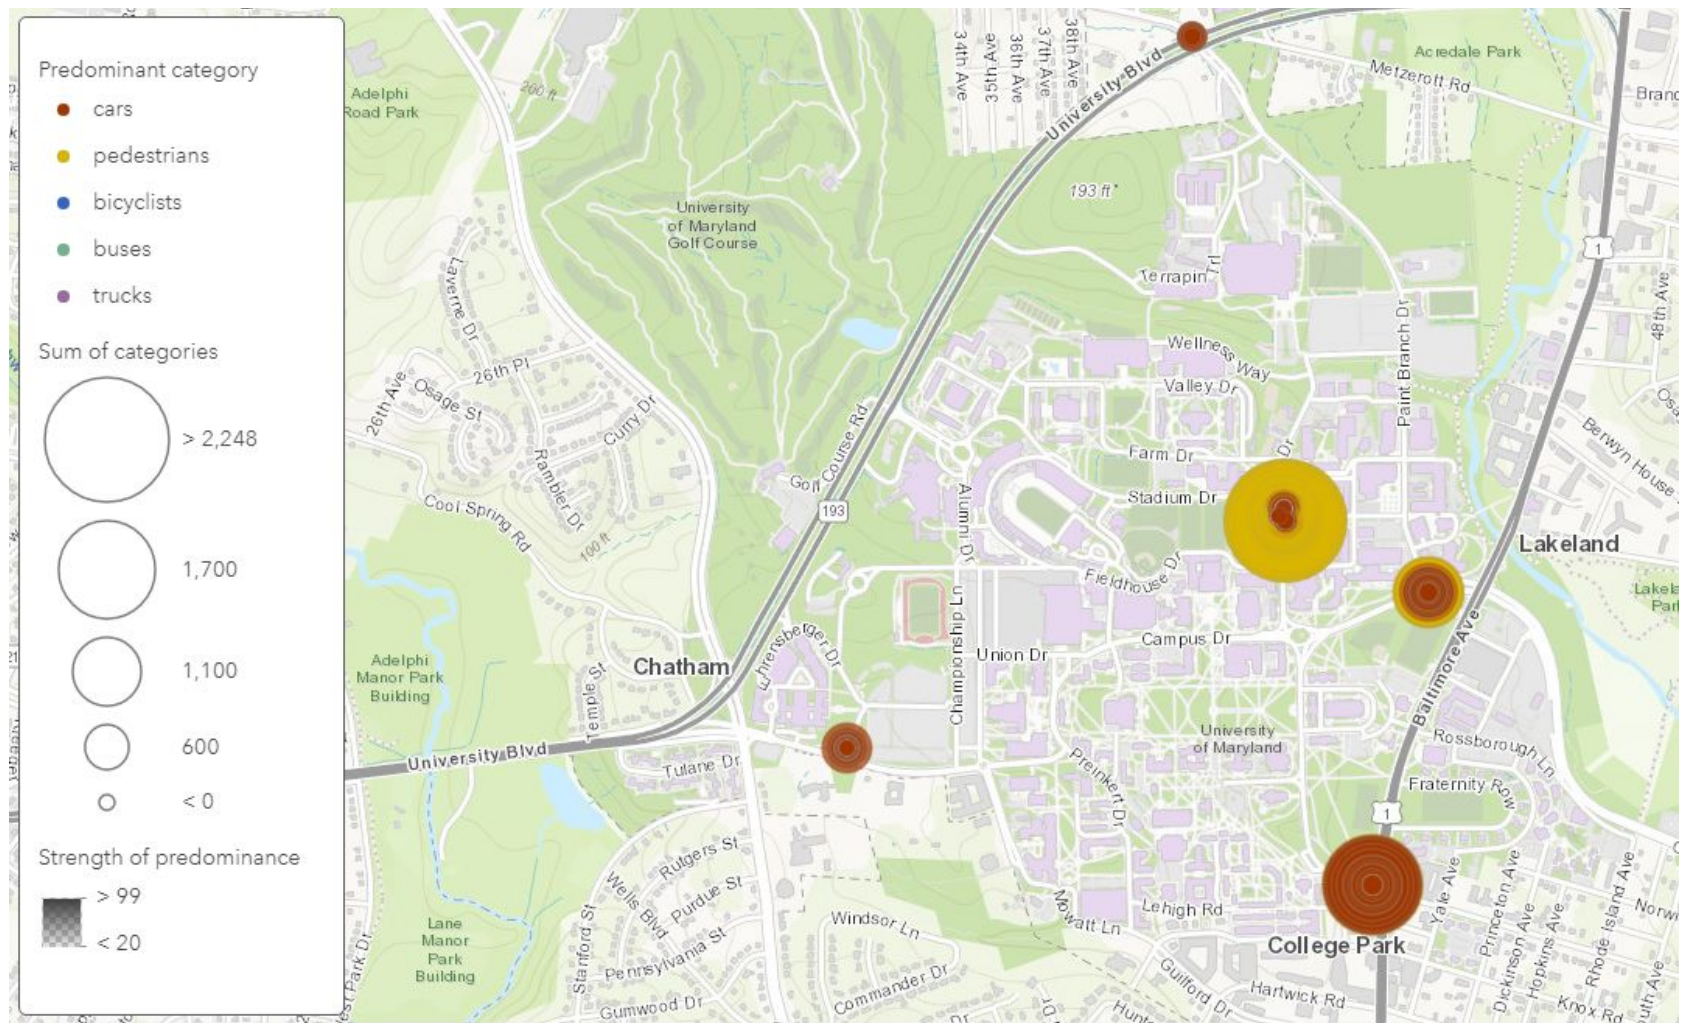 Predominant category
cars
pedestrians
bicyclists
buses
trucks
Sum of categories
> 2,248
1,700
1,100
600
< 0
Strength of predominance
> 99
< 20
Adelphi
Road Park
200 ft
34th Ave
35th Ave
36th Ave
37th Ave
38th Ave
University Blvd
Acredale Park
Metzerott Rd
193 ft
University
of Maryland
Golf Course
Terrapin Trl
1
48th Ave
Laverne Dr
26th Pl
Osage St
26th Ave
Curry Dr
Rambler Dr
Cool Spring Rd
100 ft
Golf Course Rd
193
Wellness Way
Valley Dr
Paint Branch Dr
Farm Dr
Dr
Stadium Dr
Alumni Dr
Fieldhouse Dr
Berwyn House
Lakeland
Championship Ln
Campus Dr
Union Dr
Ehrensberger Dr
Chatham
Temple St
Adelphi
Manor Park
Building
University Blvd
Tulane Dr
Baltimore Ave
University
of Maryland
Rossborough Ln
Preinkert Dr
Fraternity Row
1
Rutgers St
Wells Blvd
Purdue St
Stanford St
Pennsylvania St
Gumwood Dr
Windsor Ln
Commander Dr
Mowatt Ln
Lehigh Rd
College Park
Guilford Dr
Hartwick Rd
Yale Ave
Princeton Ave
Dickinson Ave
Hopkins Ave
Rhode Island Ave
Knox Rd
Lane
Manor
Park
Building